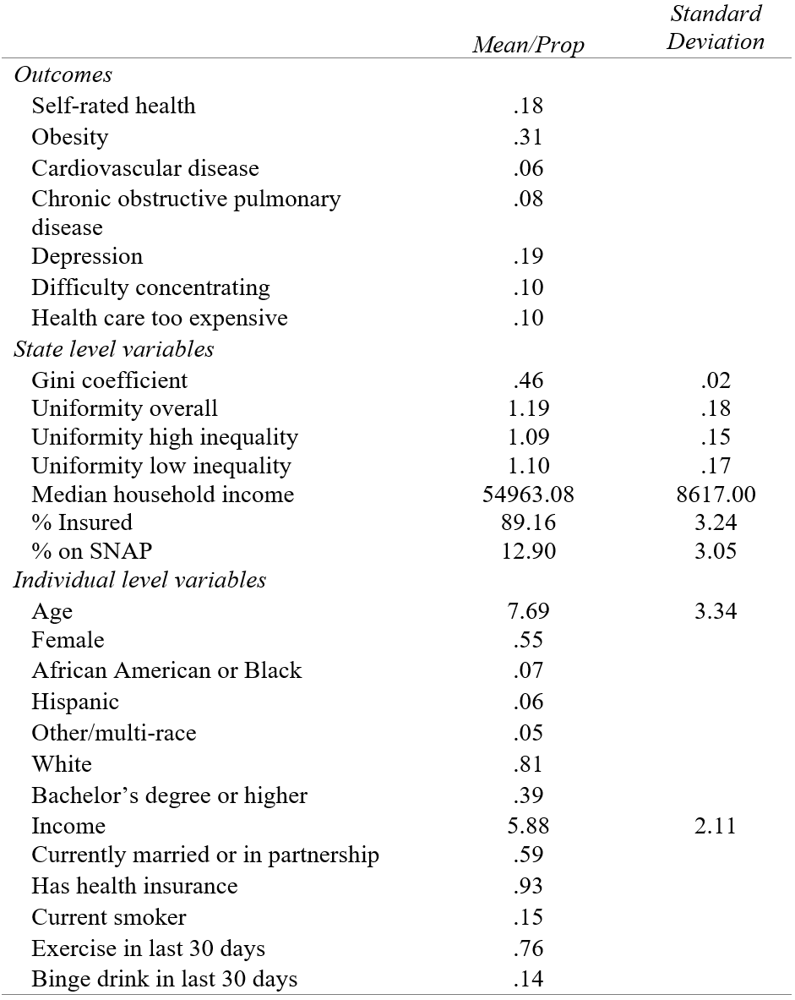 Mean/Prop Standard Deviation
Outcomes
Self-rated health .18
Obesity .31
Cardiovascular disease .06
Chronic obstructive pulmonary .08
disease
Depression .19
Difficulty concentrating .10
Health care too expensive .10
State level variables
Gini coefficient .46 .02
Uniformity overall 1.19 .18
Uniformity high inequality 1.09 .15
Uniformity low inequality 1.10 .17
Median household income 54963.08 8617.00
% Insured 89.16 3.24
% on SNAP 12.90 3.05
Individual level variables
Age 7.69 3.34
Female .55
African American or Black .07
Hispanic .06
Other/multi-race .05
White .81
Bachelor’s degree or higher .39
Income 5.88 2.11
Currently married or in partnership .59
Has health insurance .93
Current smoker .15
Exercise in last 30 days .76
Binge drink in last 30 days .14